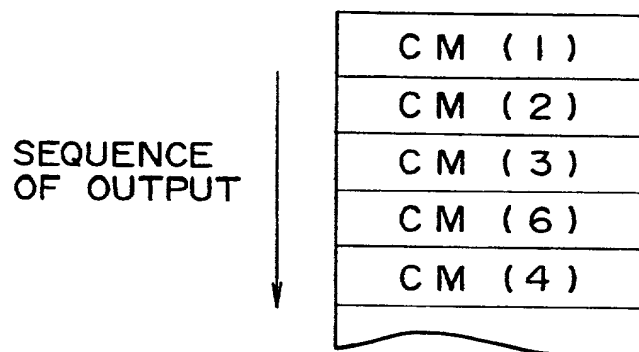 CM (1)
CM (2)
SEQUENCE
OF OUTPUT
CM (3)
CM (6)
CM (4)